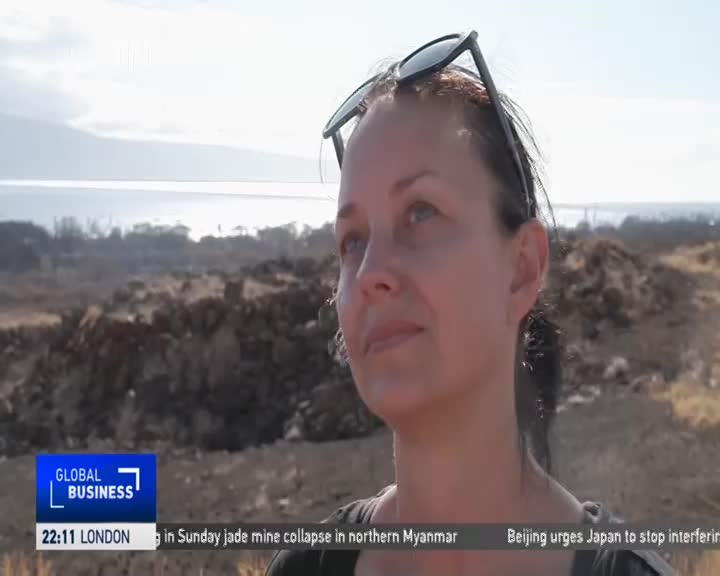 GLOBAL
BUSINESS
22:11 LONDON
g in Sunday jade mine collapse in northern Myanmar Beijing urges Japan to stop interferin